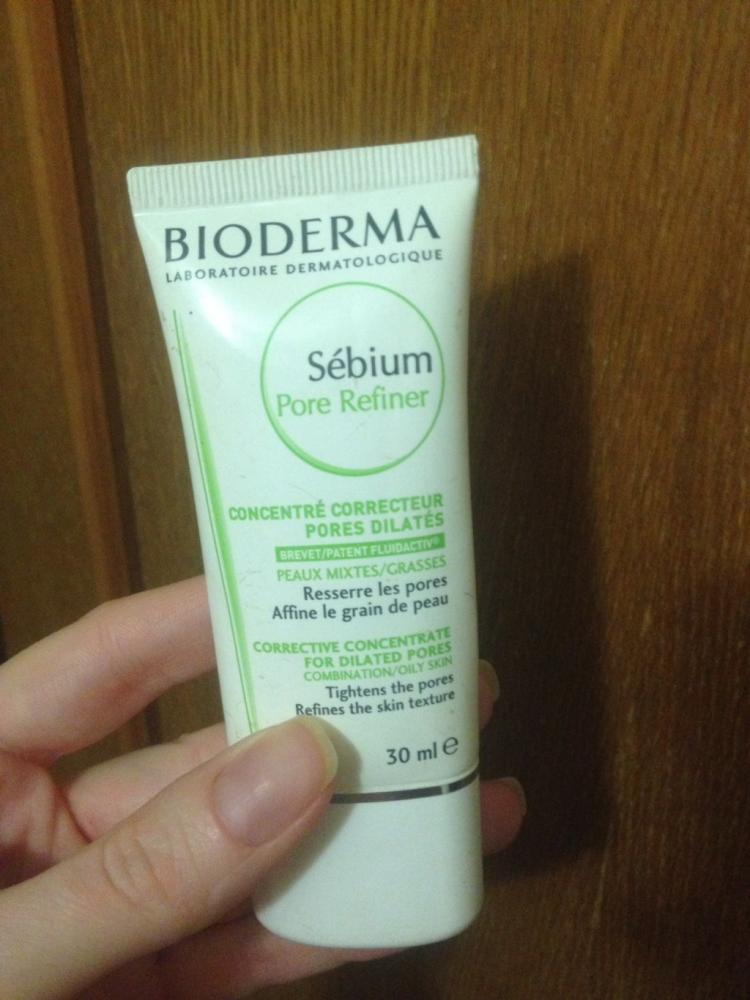 BIODERMA
LABORATOIRE DERMATOLOGIQUE
Sébium
Pore Refiner
CONCENTRÉ CORRECTEUR
PORES DILATÉS
BREVET/PATENT FLUIDACTIV®
PEAUX MIXTES/GRASSES
Resserre les pores
Affine le grain de peau
CORRECTIVE CONCENTRATE
FOR DILATED PORES
COMBINATION/OILY SKIN
Tightens the pores
Refines the skin texture
30 ml ℮